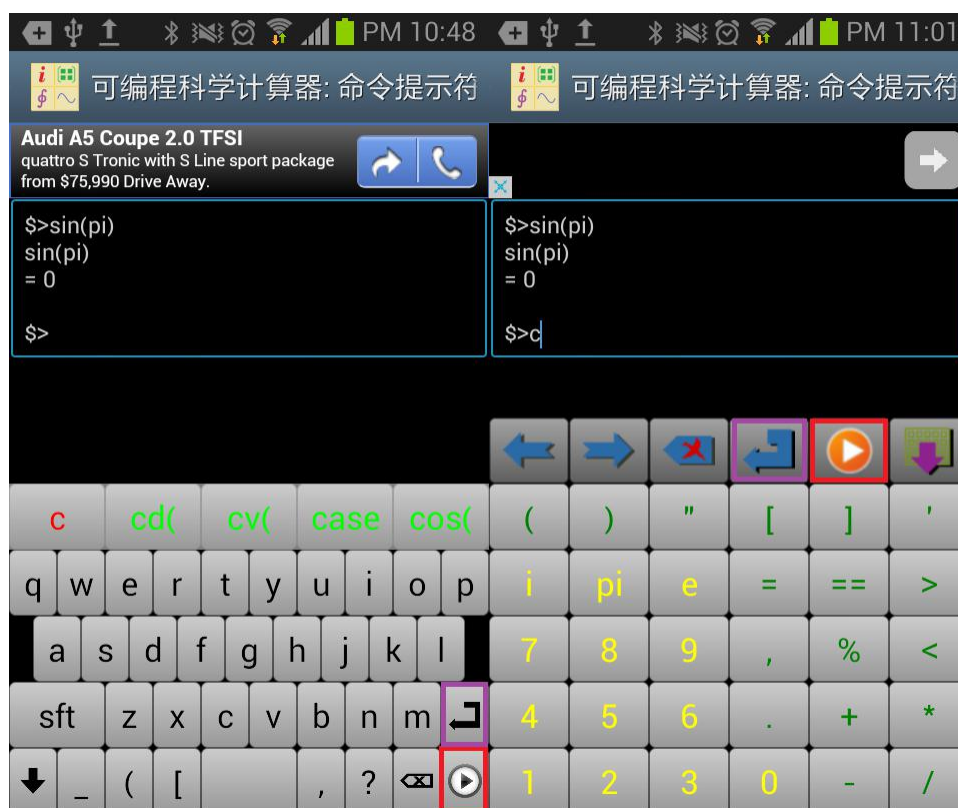 PM 10:48
可编程科学计算器: 命令提示符
Audi A5 Coupe 2.0 TFSI
quattro S Tronic with S Line sport package
from $75,990 Drive Away.
$>sin(pi)
sin(pi)
= 0
$>
c cd( cv( case cos(
q w e r t y u i o p
a s d f g h j k l
sft z x c v b n m
_ ( [ , ?
PM 11:01
可编程科学计算器: 命令提示符
$>sin(pi)
sin(pi)
= 0
$>c
( ) " [ ] '
i pi e = == >
7 8 9 , % <
4 5 6 . + *
1 2 3 0 - /